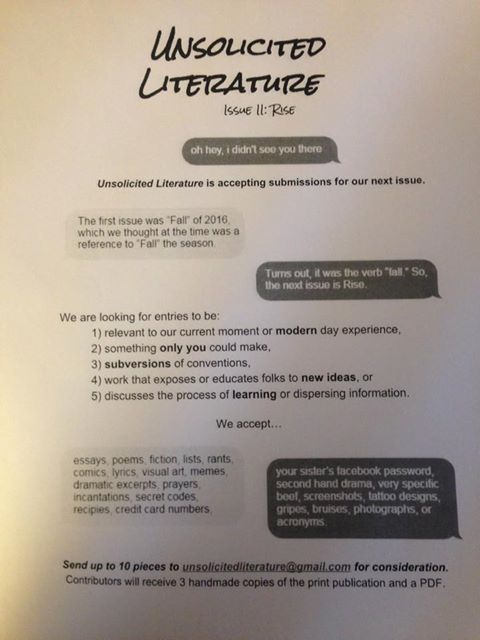 UNSOLICITED
LITERATURE
ISSUE II: RISE
oh hey, i didn't see you there
Unsolicited Literature is accepting submissions for our next issue.
The first issue was "Fall" of 2016,
which we thought at the time was a
reference to "Fall" the season.
Turns out, it was the verb "fall." So,
the next issue is Rise.
We are looking for entries to be:
1) relevant to our current moment or modern day experience,
2) something only you could make,
3) subversions of conventions,
4) work that exposes or educates folks to new ideas, or
5) discusses the process of learning or dispersing information.
We accept...
essays, poems, fiction, lists, rants,
comics, lyrics, visual art, memes,
dramatic excerpts, prayers,
incantations, secret codes,
recipies, credit card numbers,
your sister's facebook password,
second hand drama, very specific
beef, screenshots, tattoo designs,
gripes, bruises, photographs, or
acronyms.
Send up to 10 pieces to unsolicitedliterature@gmail.com for consideration.
Contributors will receive 3 handmade copies of the print publication and a PDF.